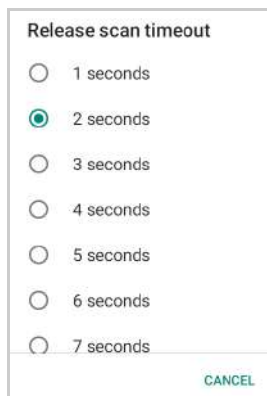 Release scan timeout
1 seconds
2 seconds
3 seconds
4 seconds
5 seconds
6 seconds
7 seconds
CANCEL